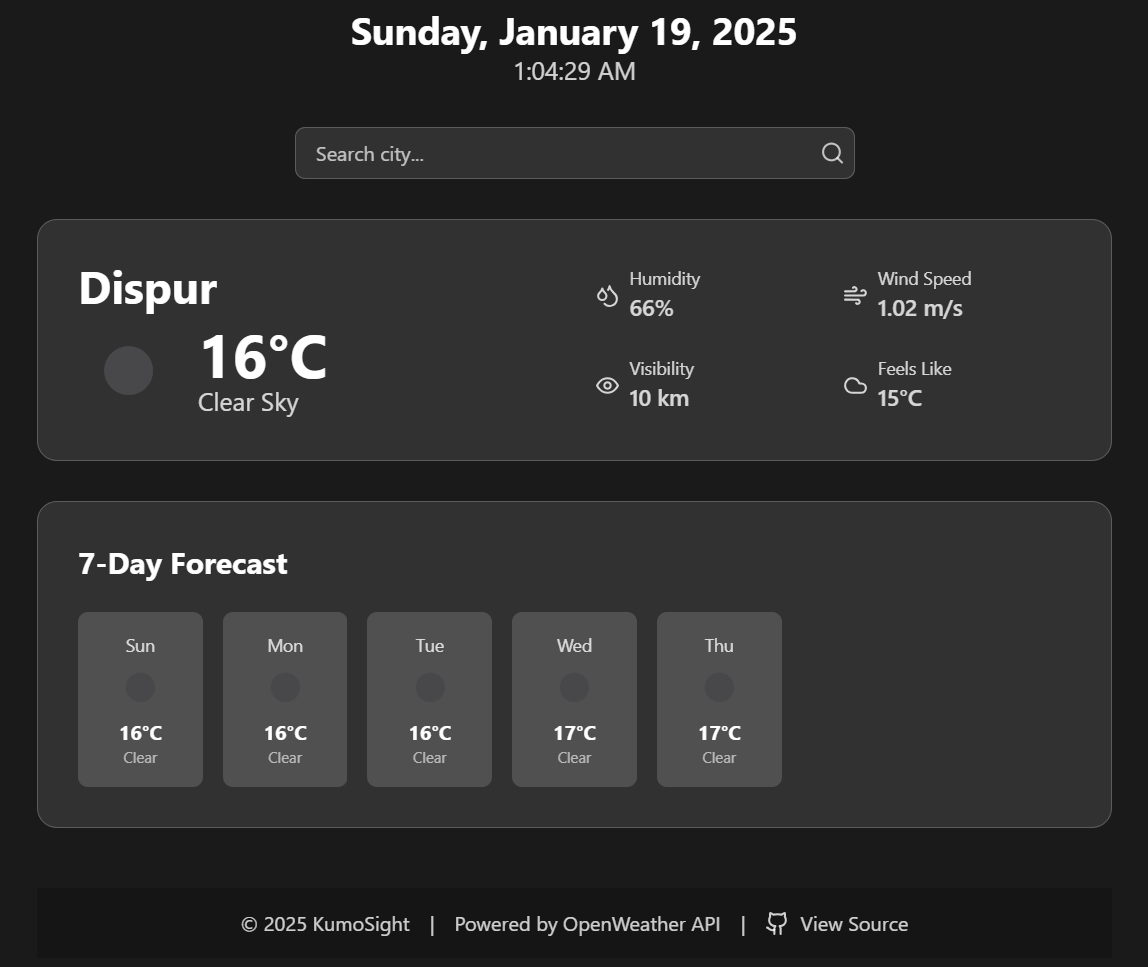 Sunday, January 19, 2025
1:04:29 AM
Search city...
Dispur
16°C
Clear Sky
Humidity
66%
Wind Speed
1.02 m/s
Visibility
10 km
Feels Like
15°C
7-Day Forecast
Sun
16°C
Clear
Mon
16°C
Clear
Tue
16°C
Clear
Wed
17°C
Clear
Thu
17°C
Clear
© 2025 KumoSight | Powered by OpenWeather API | View Source